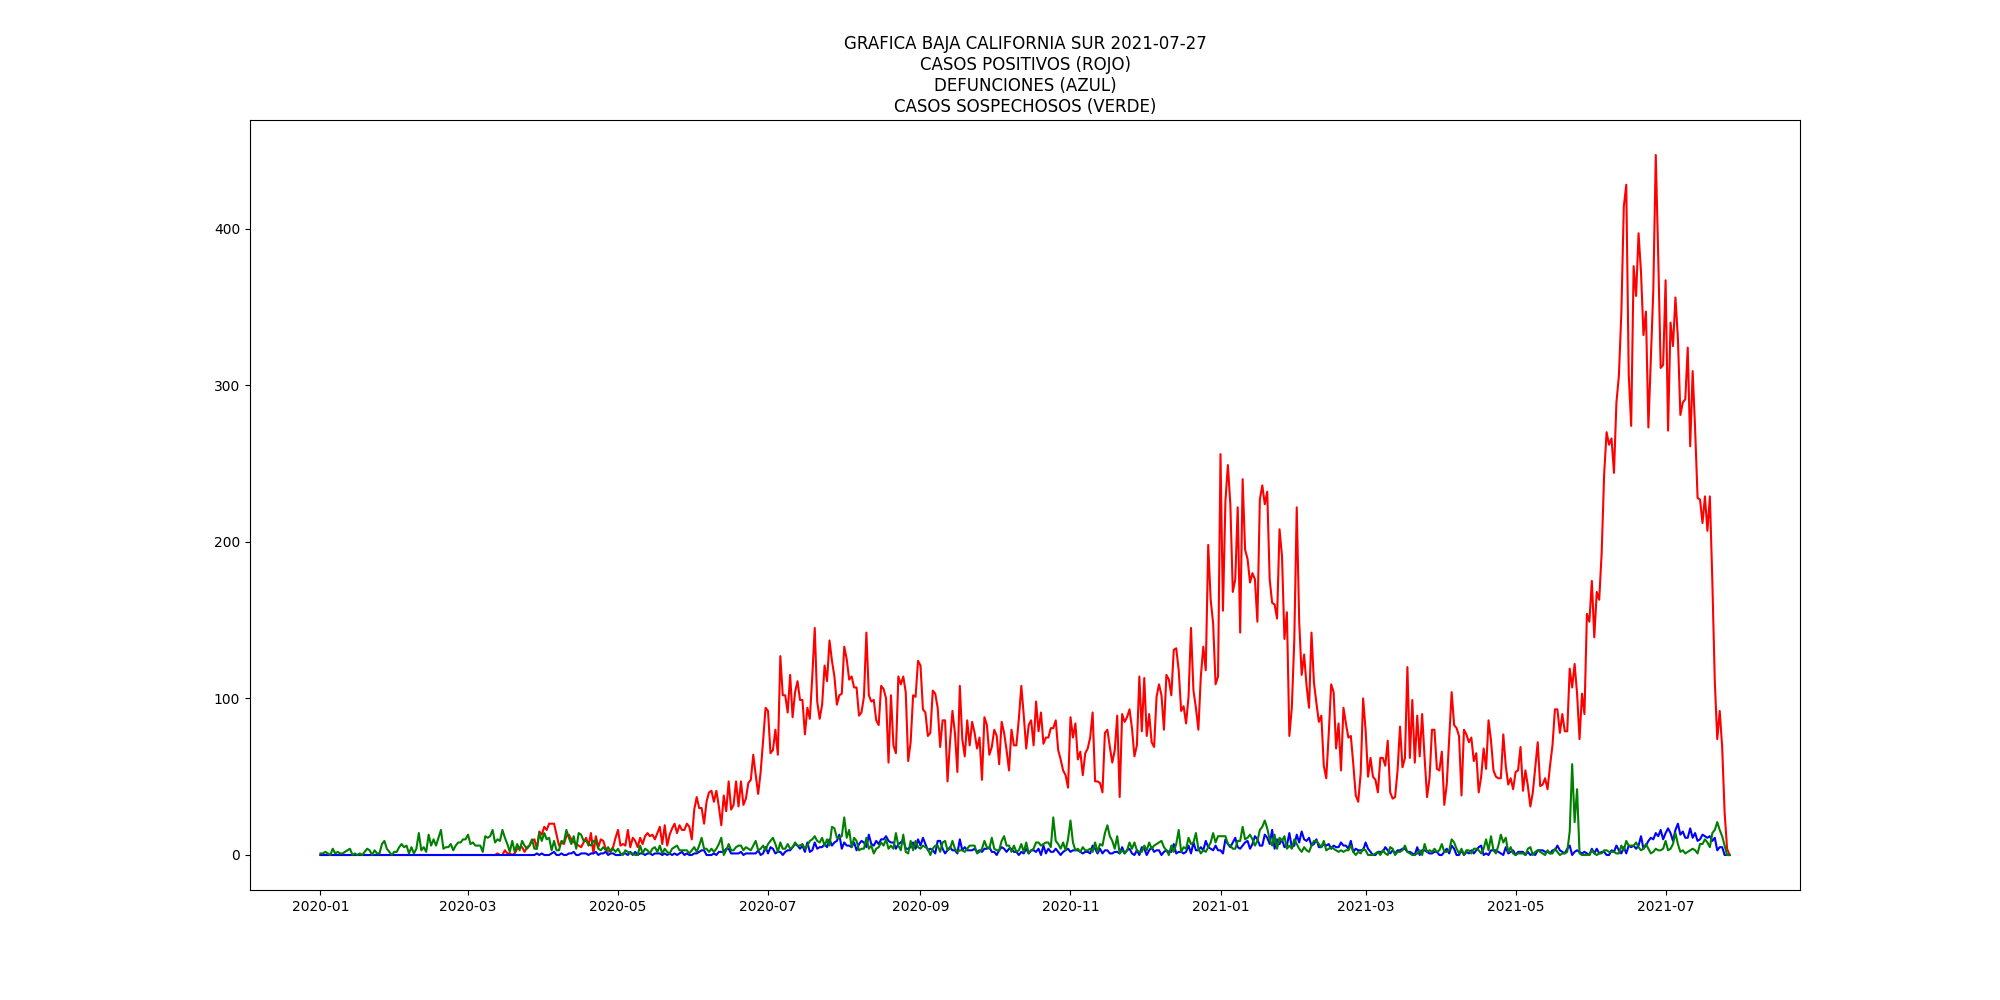 GRAFICA BAJA CALIFORNIA SUR 2021-07-27
CASOS POSITIVOS (ROJO)
DEFUNCIONES (AZUL)
CASOS SOSPECHOSOS (VERDE)
400
300
200
100
0
2020-01 2020-03 2020-05 2020-07 2020-09 2020-11 2021-01 2021-03 2021-05 2021-07